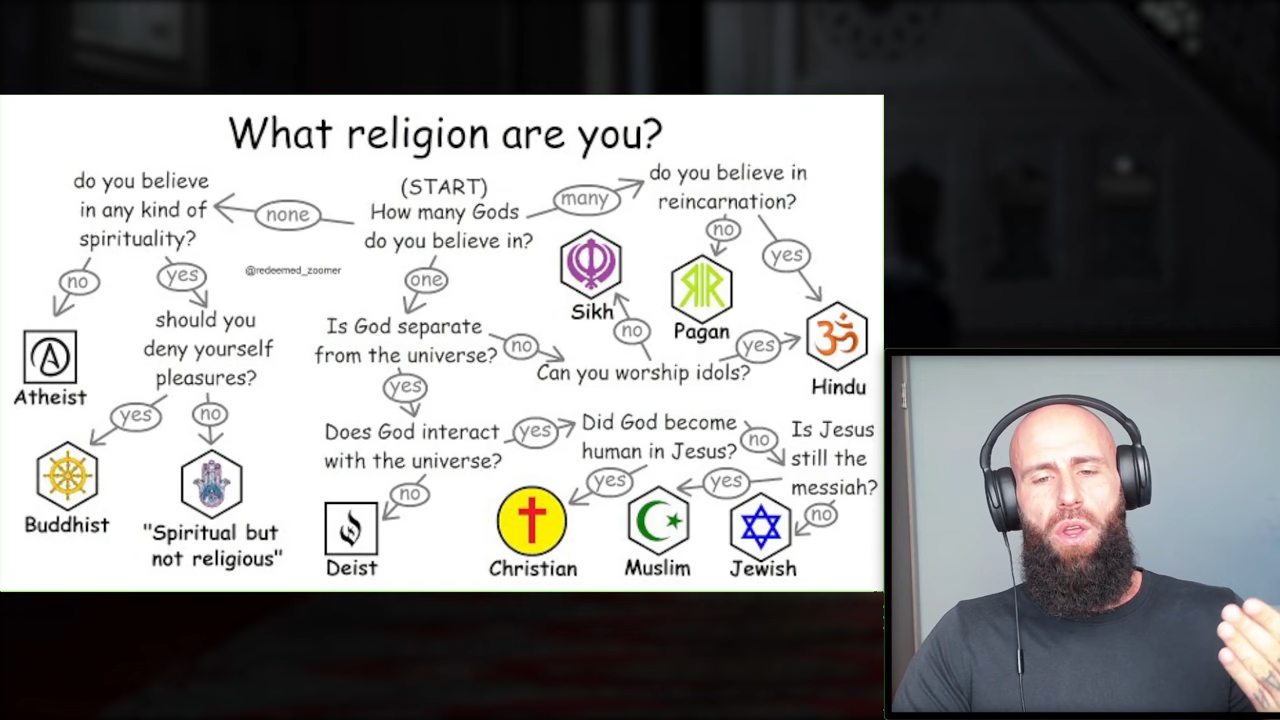 What religion are you?
(START)
How many Gods
do you believe in?
none
do you believe
in any kind of
spirituality?
no
Atheist
yes
should you
deny yourself
pleasures?
yes
Buddhist
no
"Spiritual but
not religious"
@redeemed_zoomer
many
do you believe in
reincarnation?
no
Pagan
yes
Hindu
one
Is God separate
from the universe?
no
Can you worship idols?
no
Sikh
yes
yes
Does God interact
with the universe?
no
Deist
yes
Did God become
human in Jesus?
yes
Christian
no
Is Jesus
still the
messiah?
yes
Muslim
no
Jewish